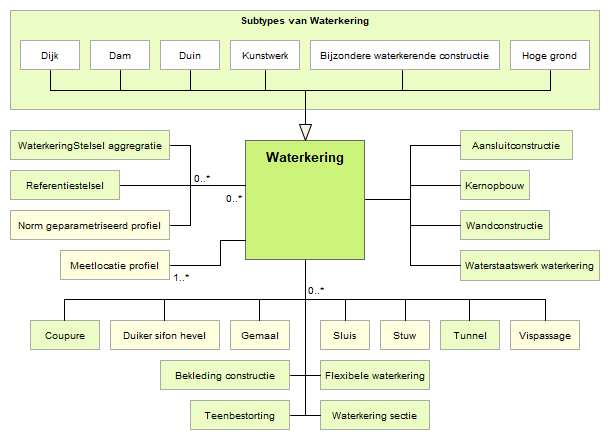 Subtypes van Waterkering
Dijk
Dam
Duin
Kunstwerk
Bijzondere waterkerende constructie
Hoge grond
WaterkeringStelsel aggregratie
Referentiestelsel
Norm geparametriseerd profiel
Meetlocatie profiel
0..*
0..*
1..*
Waterkering
Aansluitconstructie
Kernopbouw
Wandconstructie
Waterstaatswerk waterkering
0..*
Coupure
Duiker sifon hevel
Gemaal
Sluis
Stuw
Tunnel
Vispassage
Bekleding constructie
Flexibele waterkering
Teenbestorting
Waterkering sectie